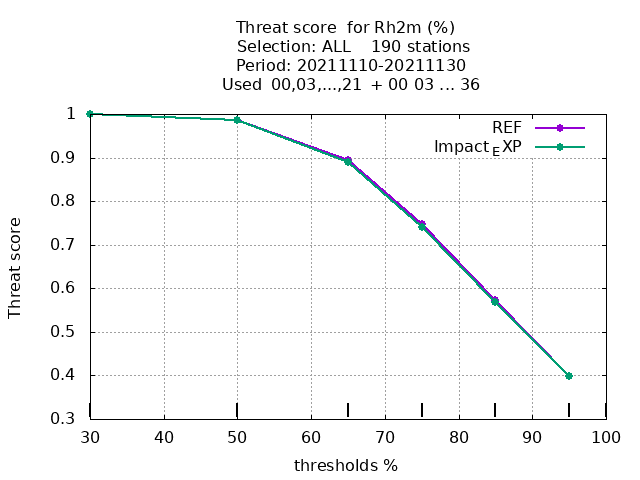 Threat score for Rh2m (%)
Selection: ALL 190 stations
Period: 20211110-20211130
Used 00,03,...,21 + 00 03 ... 36
REF
Impact_EXP
1
0.9
0.8
0.7
0.6
0.5
0.4
0.3
Threat score
30 40 50 60 70 80 90 100
thresholds %